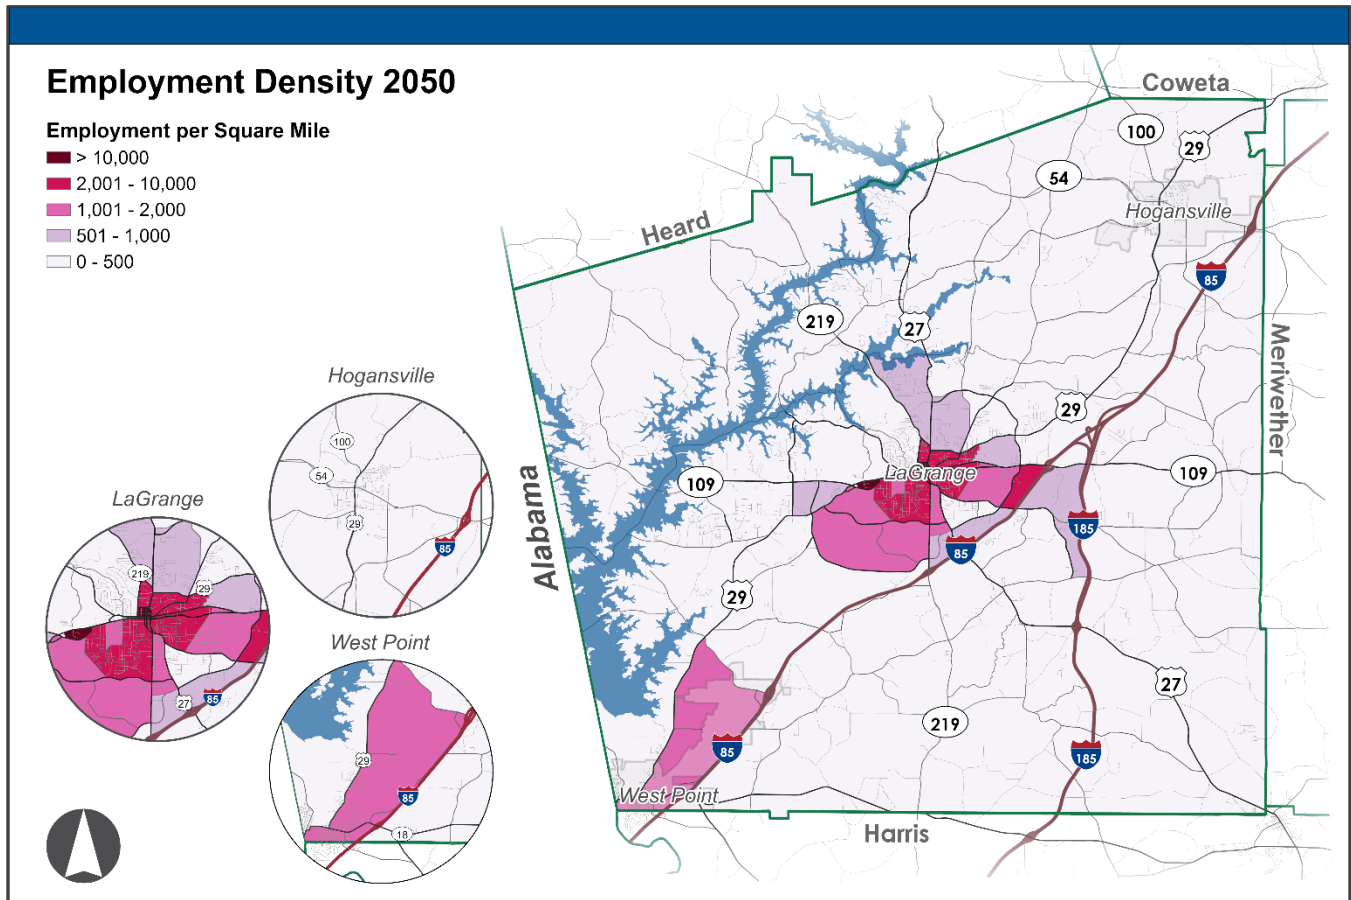 Employment Density 2050
Employment per Square Mile
> 10,000
2,001 - 10,000
1,001 - 2,000
501 - 1,000
0 - 500
Coweta
100
29
54
Hogansville
Heard
85
219
27
Meriwether
29
LaGrange
109
109
Alabama
85
185
29
27
219
85
185
West Point
Harris
Hogansville
100
54
29
85
LaGrange
219
29
27
85
West Point
29
85
18